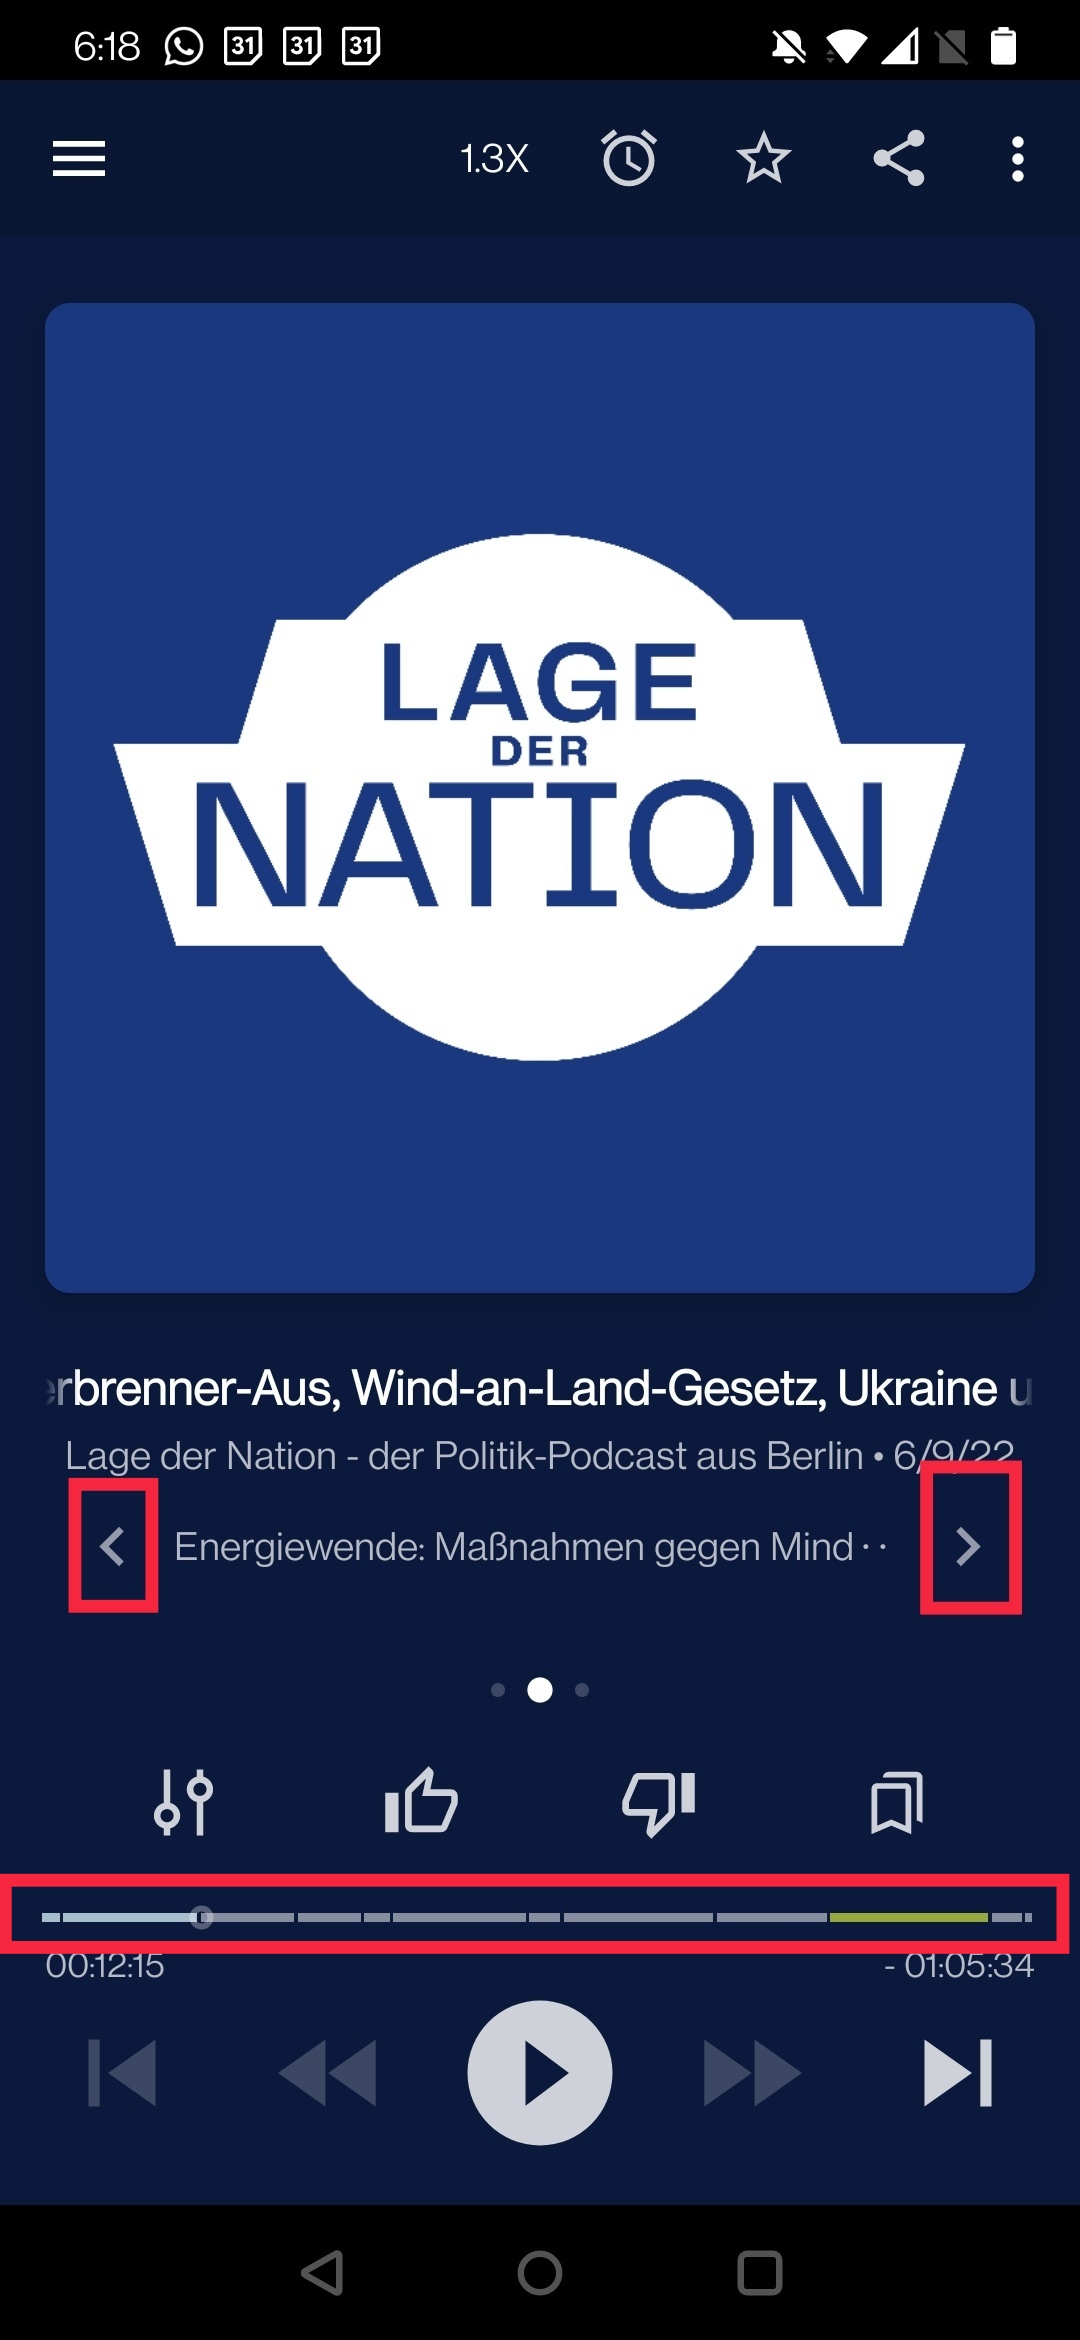 6:18 31 31 31
1.3X
LAGE
DER
NATION
rbrenner-Aus, Wind-an-Land-Gesetz, Ukraine u
Lage der Nation - der Politik-Podcast aus Berlin • 6/9/22
Energiewende: Maßnahmen gegen Mind
00:12:15
- 01:05:34